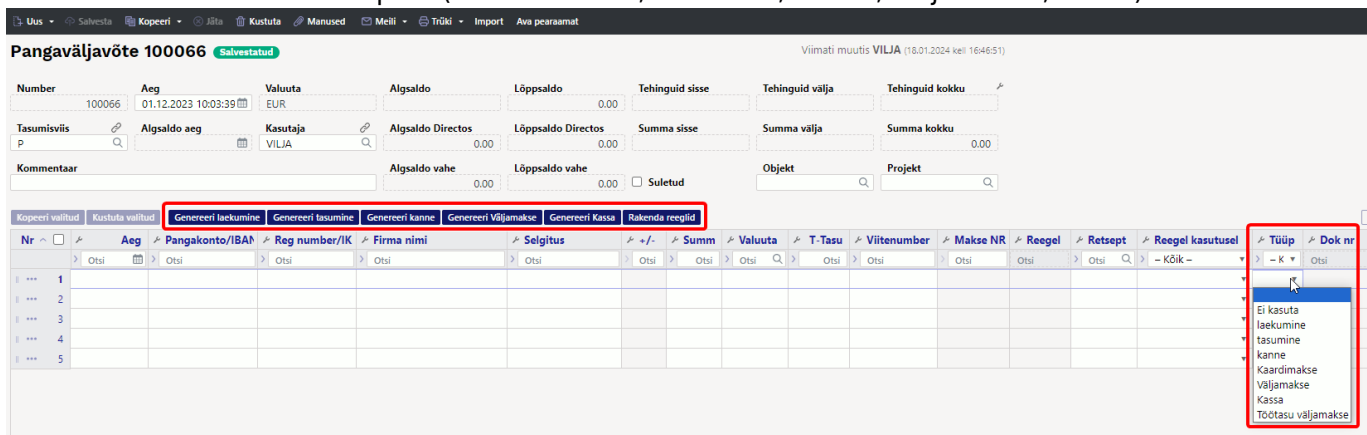 Uus Salvesta Kopeeri Jäta Kustuta Manused Meili Trüki Import Ava pearaamat
Pangaväljavõte 100066 Salvestatud
Viimati muutis VILJA (18.01.2024 kell 16:46:51)
Number Aeg Valuuta Algsaldo Lõppsaldo Tehinguid sisse Tehinguid välja Tehinguid kokku
100066 01.12.2023 10:03:39 EUR 0.00
Tasumisviis Algsaldo aeg Kasutaja Algsaldo Directos Lõppsaldo Directos Summa sisse Summa välja Summa kokku
P VILJA 0.00 0.00 0.00
Kommentaar Algsaldo vahe Lõppsaldo vahe Suletud Objekt Projekt
0.00 0.00
Kopeeri valitud Kustuta valitud Genereeri laekumine Genereeri tasumine Genereeri kanne Genereeri Väljamakse Genereeri Kassa Rakenda reeglid
Nr Aeg Pangakonto/IBAN Reg number/IK Firma nimi Selgitus +/- Summ Valuuta T-Tasu Viitenumber Makse NR Reegel Retsept Reegel kasutusel Tüüp Dok nr
Otsi Otsi Otsi Otsi Otsi Otsi Otsi Otsi Otsi Otsi Otsi Otsi Otsi – Kõik – – K Otsi
1
2
3
4
5
Ei kasuta
laekumine
tasumine
kanne
Kaardimakse
Väljamakse
Kassa
Töötasu väljamakse